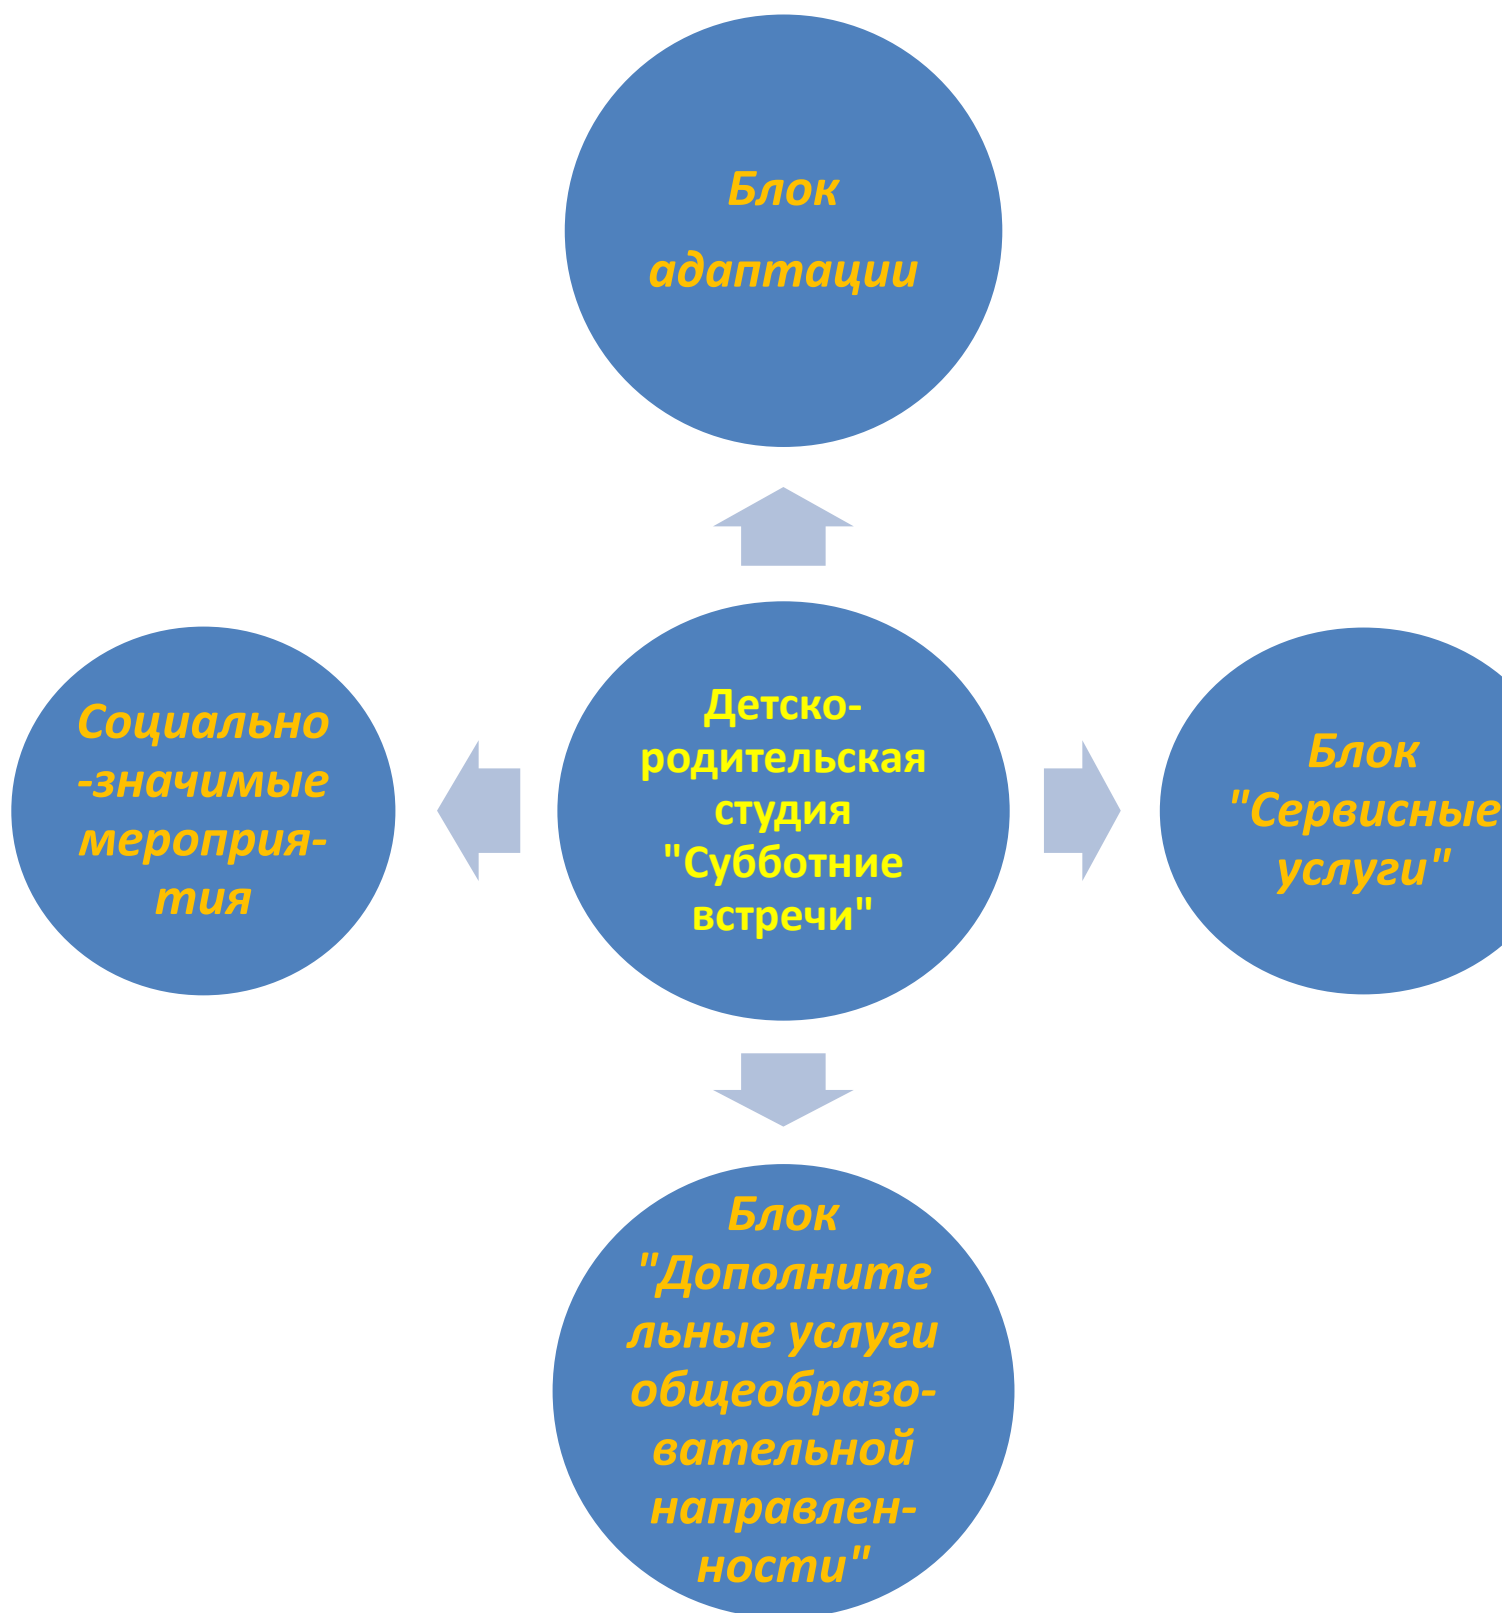 Блок
адаптации
Социально
-значимые
мероприя-
тия
Детско-
родительская
студия
"Субботние
встречи"
Блок
"Сервисные
услуги"
Блок
"Дополните
льные услуги
общеобразо-
вательной
направлен-
ности"